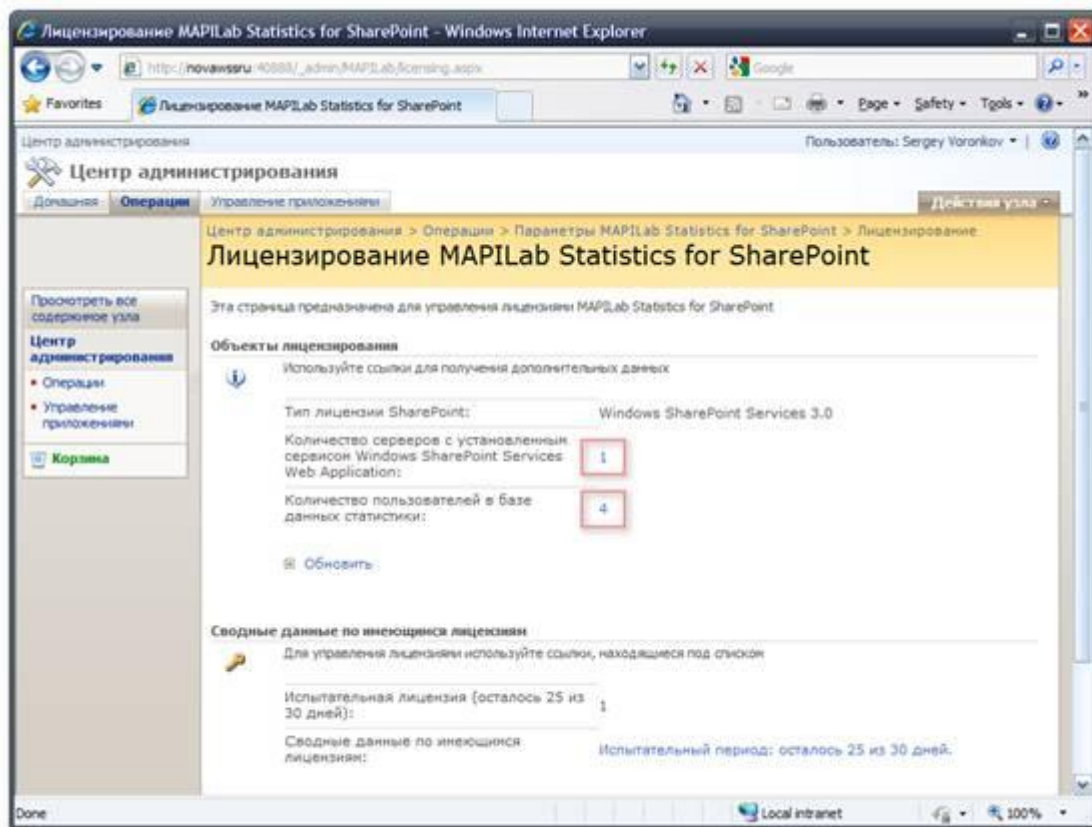 Лицензирование MAPILab Statistics for SharePoint - Windows Internet Explorer
http://novawssru:40888/_admin/MAPILab/licensing.aspx
Google
Favorites
Лицензирование MAPILab Statistics for SharePoint
Page
Safety
Tools
Центр администрирования
Пользователь: Sergey Voronkov
Центр администрирования
Домашняя
Операции
Управление приложениями
Действия узла
Центр администрирования > Операции > Параметры MAPILab Statistics for SharePoint > Лицензирование
Лицензирование MAPILab Statistics for SharePoint
Просмотреть все
содержимое узла
Центр
администрирования
Операции
Управление
приложениями
Корзина
Эта страница предназначена для управления лицензиями MAPILab Statistics for SharePoint
Объекты лицензирования
Используйте ссылки для получения дополнительных данных
Тип лицензии SharePoint:
Windows SharePoint Services 3.0
Количество серверов с установленным
сервисом Windows SharePoint Services
Web Application:
1
Количество пользователей в базе
данных статистики:
4
Обновить
Сводные данные по имеющимся лицензиям
Для управления лицензиями используйте ссылки, находящиеся под списком
Испытательная лицензия (осталось 25 из
30 дней):
1
Сводные данные по имеющимся
лицензиям:
Испытательный период: осталось 25 из 30 дней.
Done
Local intranet
100%